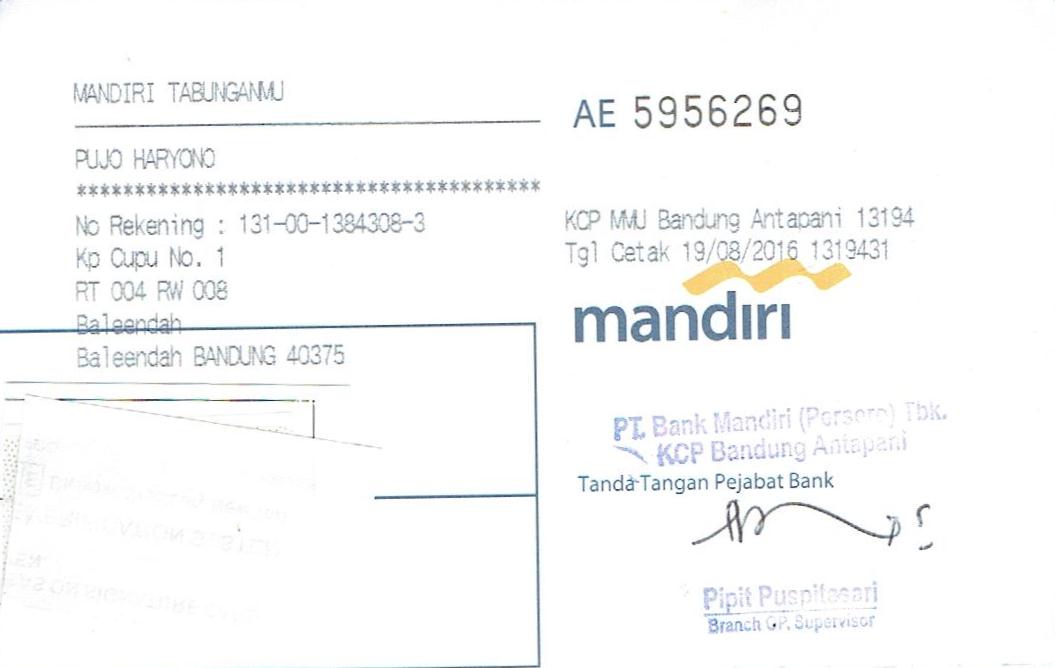 MANDIRI TABUNGANMU
AE 5956269
PUJO HARYONO
****************************************
No Rekening : 131-00-1384308-3
Kp Cupu No. 1
RT 004 RW 008
Baleendah
Baleendah BANDUNG 40375
KCP MMU Bandung Antapani 13194
Tgl Cetak 19/08/2016 1319431
mandırı
PT. Bank Mandiri (Persero) Tbk.
KCP Bandung Antapani
Tanda Tangan Pejabat Bank
Pipit Puspitasari
Branch OP. Supervisor